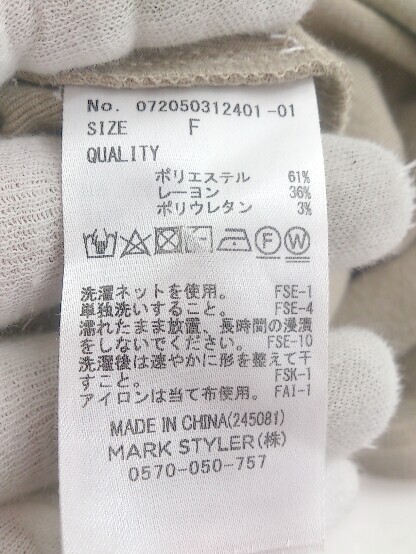 No. 072050312401-01
SIZE F
QUALITY
ポリエステル 61%
レーヨン 36%
ポリウレタン 3%
F W
洗濯ネットを使用。 FSE-1
単独洗いすること。 FSE-4
濡れたまま放置、長時間の浸漬
をしないでください。 FSE-10
洗濯後は速やかに形を整えて干
すこと。 FSK-1
アイロンは当て布使用。 FAI-1
MADE IN CHINA(245081)
MARK STYLER(株)
0570-050-757